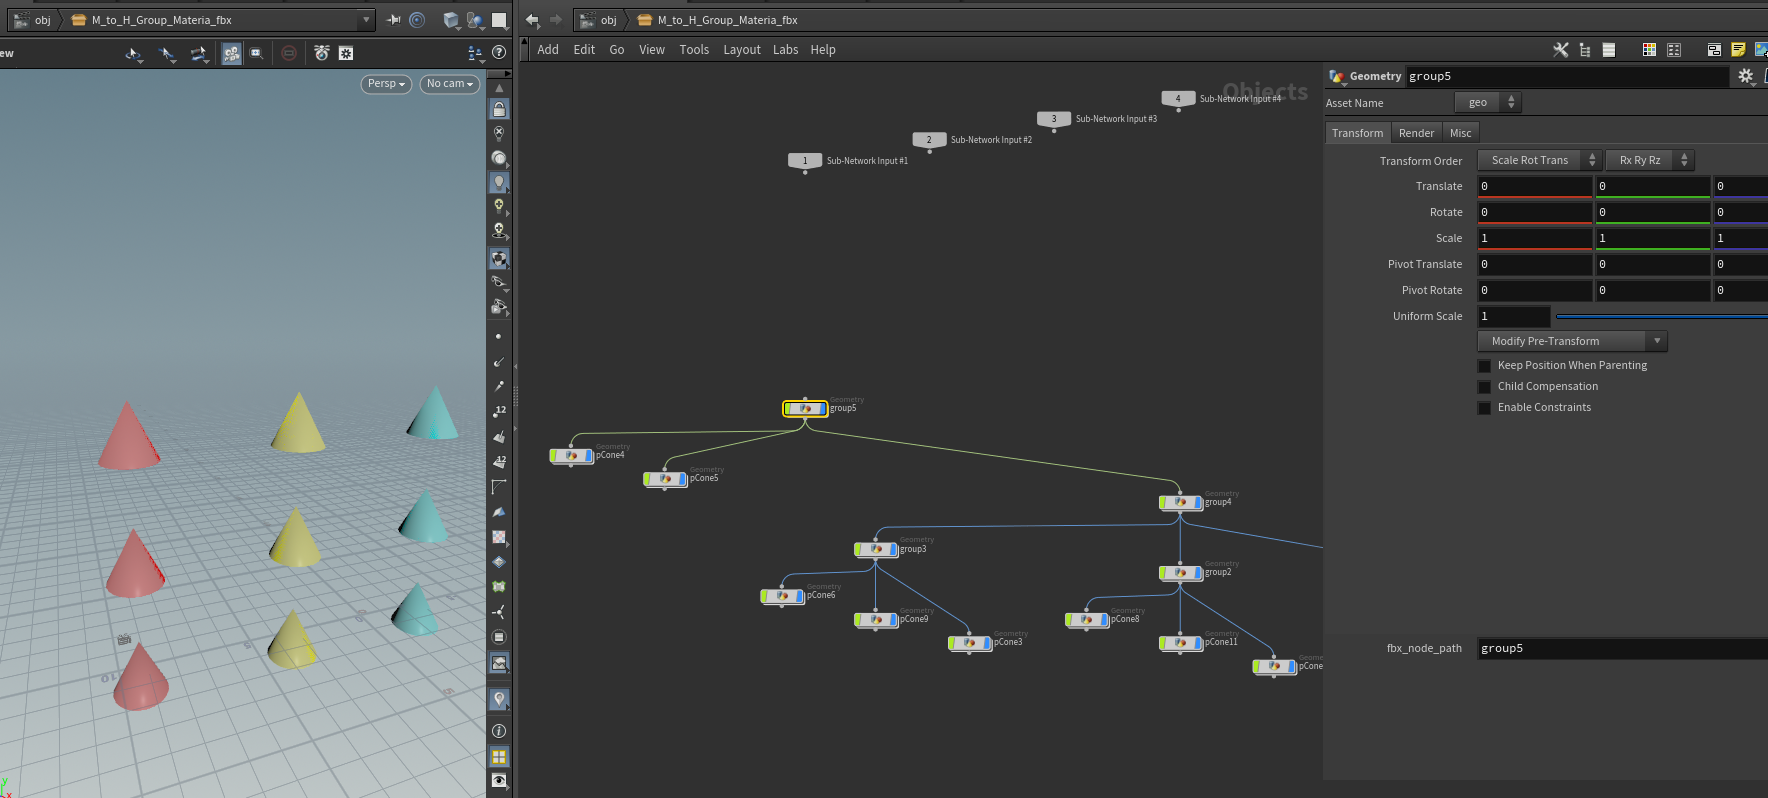 obj M_to_H_Group_Materia_fbx
obj M_to_H_Group_Materia_fbx
ew
Add Edit Go View Tools Layout Labs Help
Persp No cam
Objects
4 Sub-Network Input #4
3 Sub-Network Input #3
2 Sub-Network Input #2
1 Sub-Network Input #1
Geometry
group5
Geometry
pCone4
Geometry
pCone5
Geometry
group4
Geometry
group3
Geometry
group2
Geometry
pCone6
Geometry
pCone9
Geometry
pCone3
Geometry
pCone8
Geometry
pCone11
Geome
pCone
12
12
10
5
5
y
x
Geometry group5
Asset Name geo
Transform Render Misc
Transform Order Scale Rot Trans Rx Ry Rz
Translate 0 0 0
Rotate 0 0 0
Scale 1 1 1
Pivot Translate 0 0 0
Pivot Rotate 0 0 0
Uniform Scale 1
Modify Pre-Transform
Keep Position When Parenting
Child Compensation
Enable Constraints
fbx_node_path group5